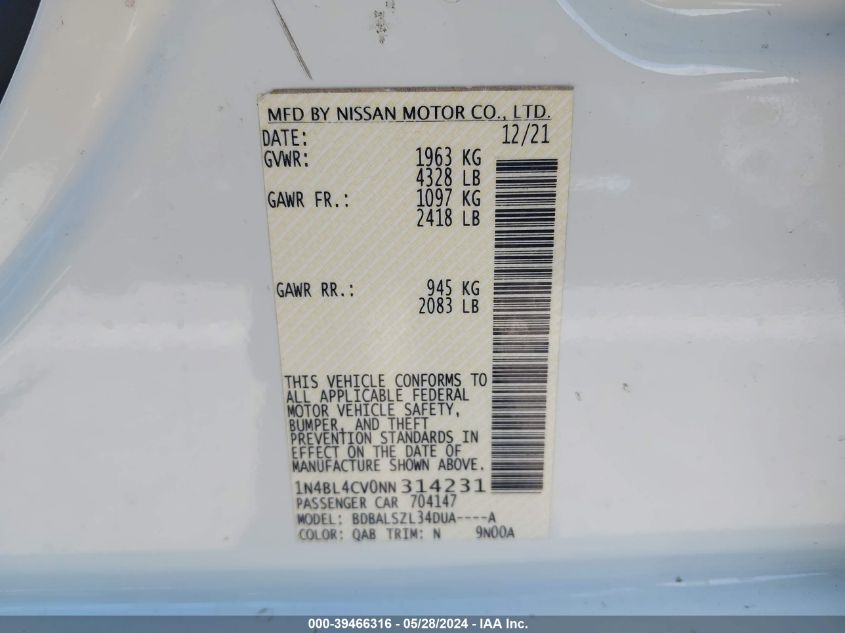 MFD BY NISSAN MOTOR CO., LTD.
DATE: 12/21
GVWR: 1963 KG
4328 LB
GAWR FR.: 1097 KG
2418 LB
GAWR RR.: 945 KG
2083 LB
THIS VEHICLE CONFORMS TO
ALL APPLICABLE FEDERAL
MOTOR VEHICLE SAFETY,
BUMPER, AND THEFT
PREVENTION STANDARDS IN
EFFECT ON THE DATE OF
MANUFACTURE SHOWN ABOVE.
1N4BL4CV0NN314231
PASSENGER CAR 704147
MODEL: BDBALSZL34DUA----A
COLOR: QAB TRIM: N 9N00A
000-39466316 - 05/28/2024 - IAA Inc.